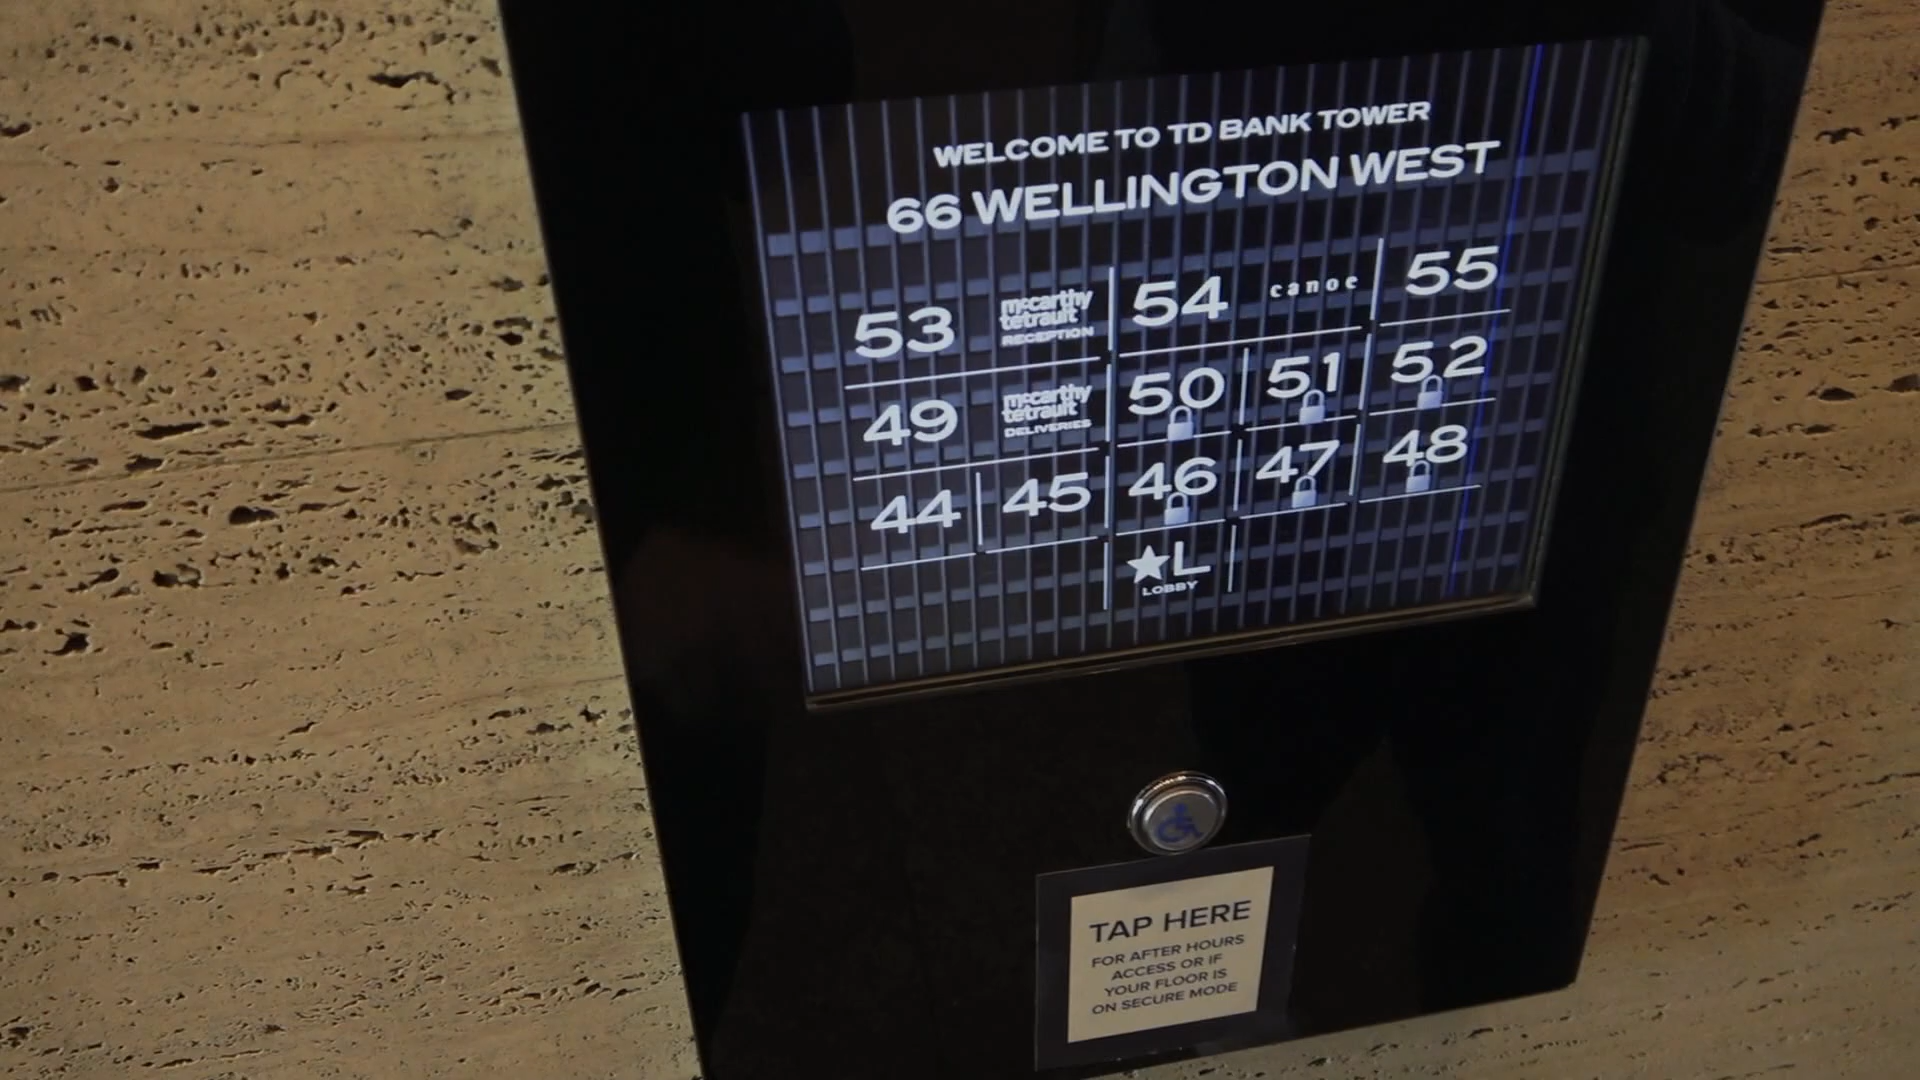 WELCOME TO TD BANK TOWER
66 WELLINGTON WEST
53 mccarthy tetrault RECEPTION 54 canoe 55
49 mccarthy tetrault DELIVERIES 50 51 52
44 45 46 47 48
★L
LOBBY
TAP HERE
FOR AFTER HOURS
ACCESS OR IF
YOUR FLOOR IS
ON SECURE MODE